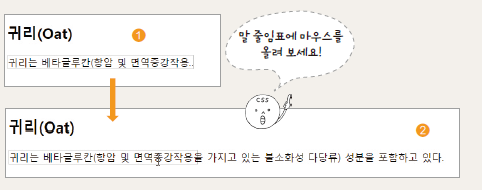 귀리(Oat)
1
귀리는 베타글루칸(항암 및 면역증강작용...
말 줄임표에 마우스를
올려 보세요!
CSS
귀리(Oat)
2
귀리는 베타글루칸(항암 및 면역증강작용을 가지고 있는 불소화성 다당류) 성분을 포함하고 있다.